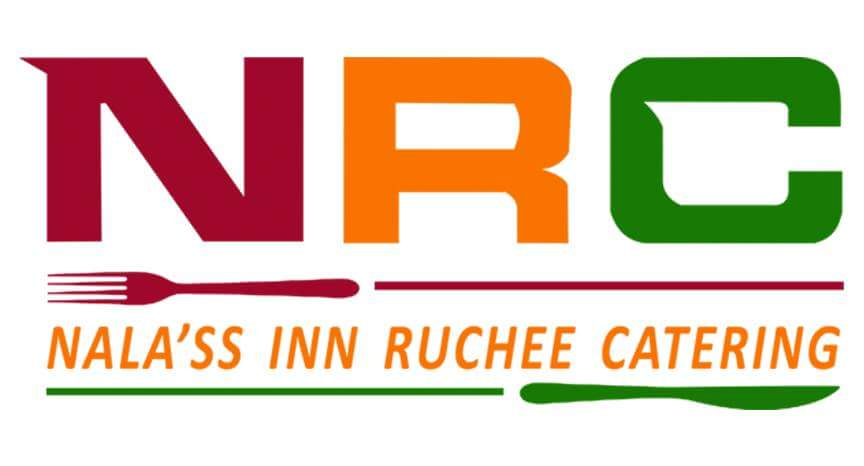 NRC
NALA'SS INN RUCHEE CATERING